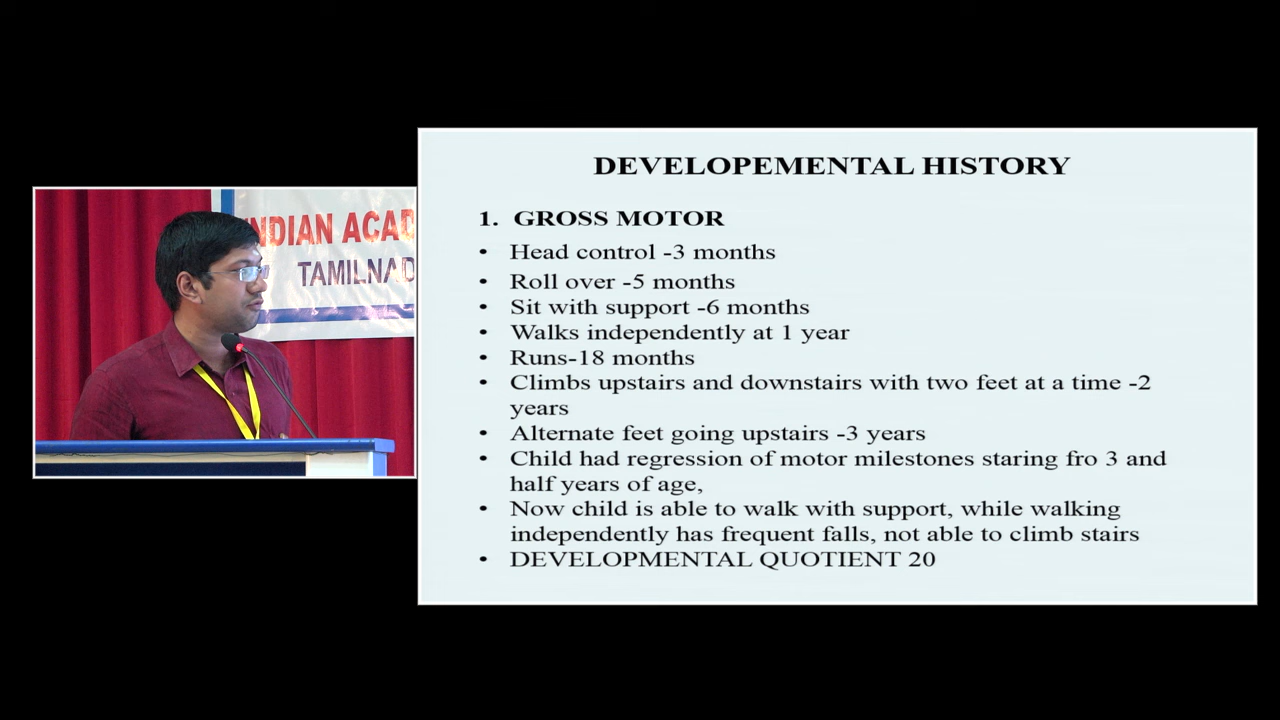 INDIAN ACAD
TAMILNAD
DEVELOPEMENTAL HISTORY
1. GROSS MOTOR
• Head control -3 months
• Roll over -5 months
• Sit with support -6 months
• Walks independently at 1 year
• Runs-18 months
• Climbs upstairs and downstairs with two feet at a time -2
years
• Alternate feet going upstairs -3 years
• Child had regression of motor milestones staring fro 3 and
half years of age,
• Now child is able to walk with support, while walking
independently has frequent falls, not able to climb stairs
• DEVELOPMENTAL QUOTIENT 20